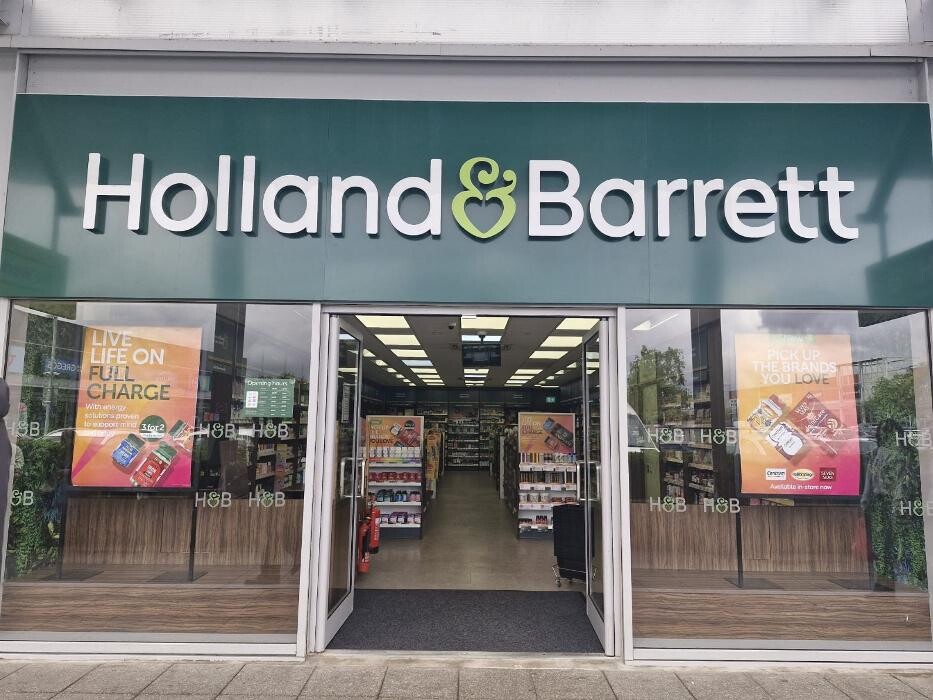 Holland & Barrett
LIVE
LIFE ON
FULL
CHARGE
With energy
solutions proven
to support mind
3 for 2
Opening hours
H&B H&B H&B
H&B H&B H&B
PICK UP
THE BRANDS
YOU LOVE
Available in-store now
H&B H&B H&B
H&B H&B H&B
GREGGS